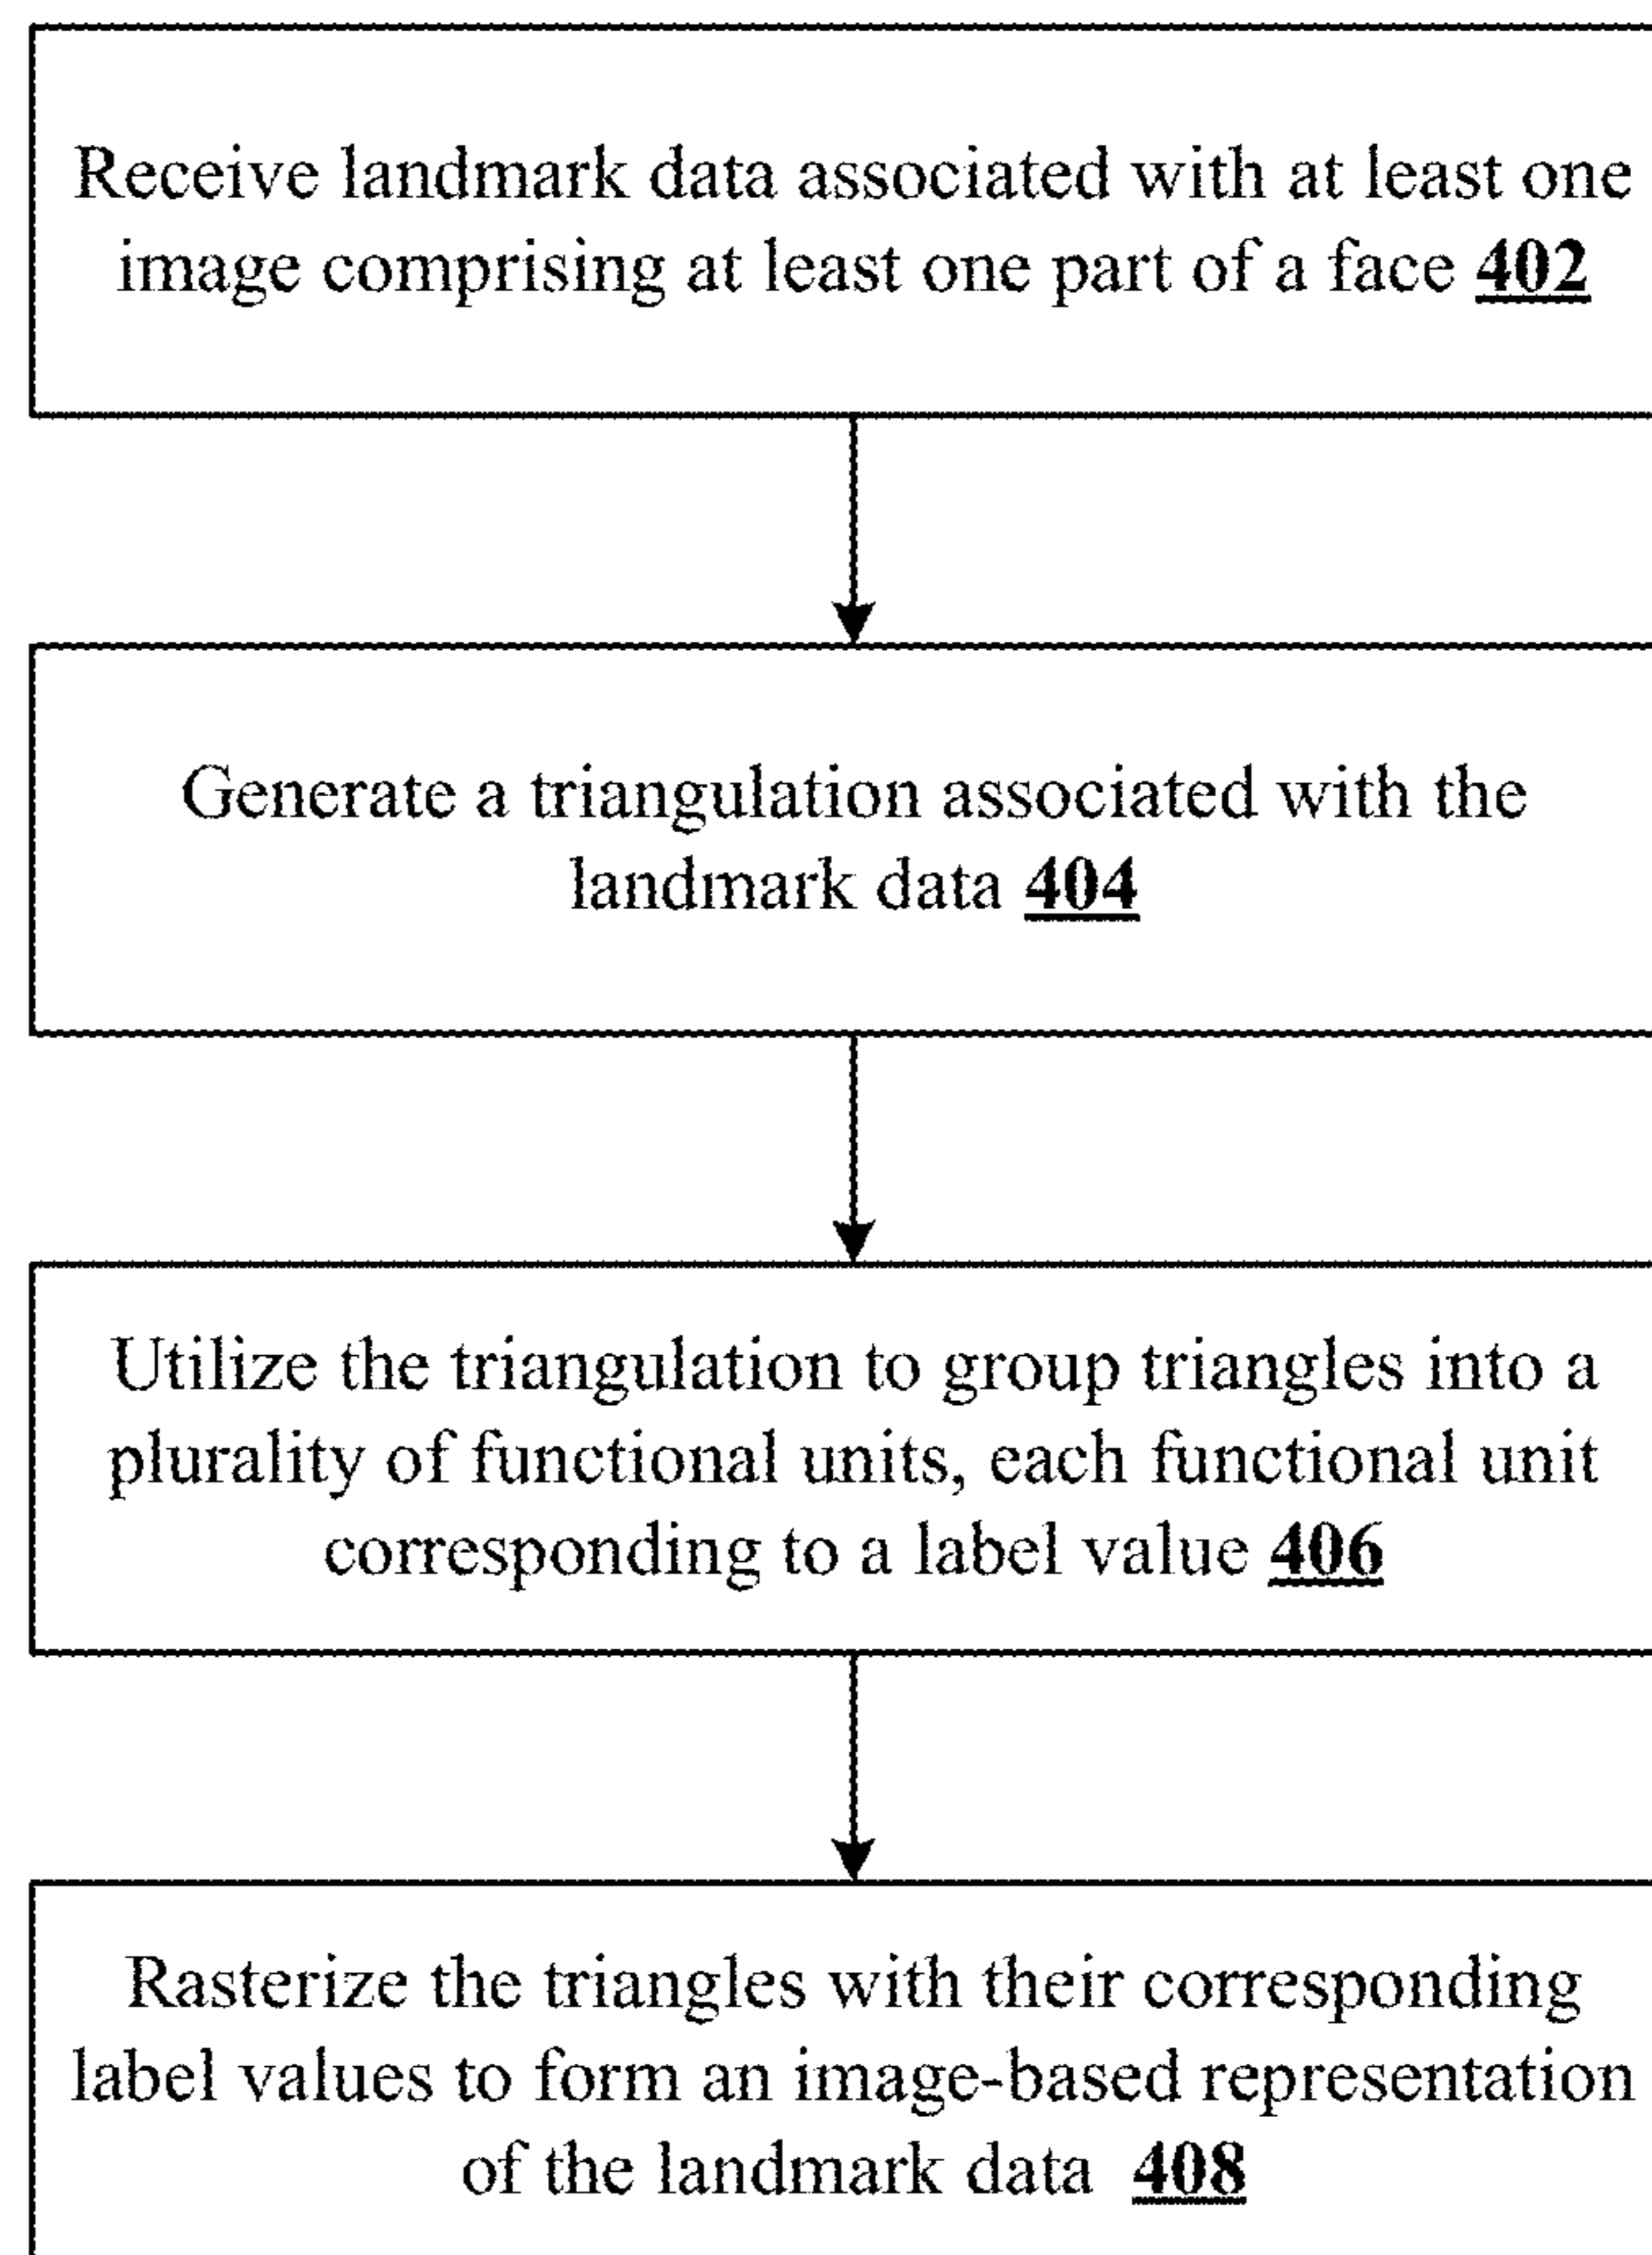 Receive landmark data associated with at least one
image comprising at least one part of a face 402
Generate a triangulation associated with the
landmark data 404
Utilize the triangulation to group triangles into a
plurality of functional units, each functional unit
corresponding to a label value 406
Rasterize the triangles with their corresponding
label values to form an image-based representation
of the landmark data 408